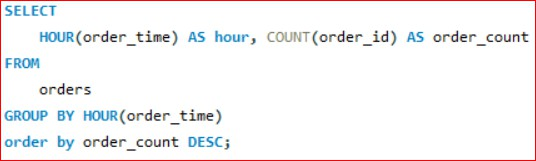 SELECT
HOUR(order_time) AS hour, COUNT(order_id) AS order_count
FROM
orders
GROUP BY HOUR(order_time)
order by order_count DESC;